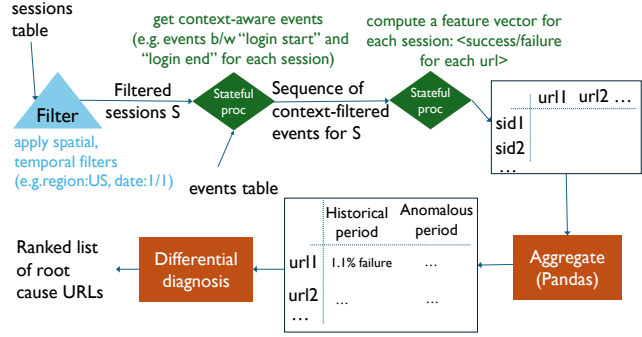 sessions
table
get context-aware events
(e.g. events b/w “login start” and
“login end” for each session)
compute a feature vector for
each session: <success/failure
for each url>
Filter
Filtered
sessions S
Stateful
proc
Sequence of
context-filtered
events for S
Stateful
proc
url1 url2 ...
sid1
sid2
...
apply spatial,
temporal filters
(e.g.region:US, date:1/1)
events table
Historical
period
Anomalous
period
url1 1.1% failure ...
url2 ... ...
...
Aggregate
(Pandas)
Differential
diagnosis
Ranked list
of root
cause URLs